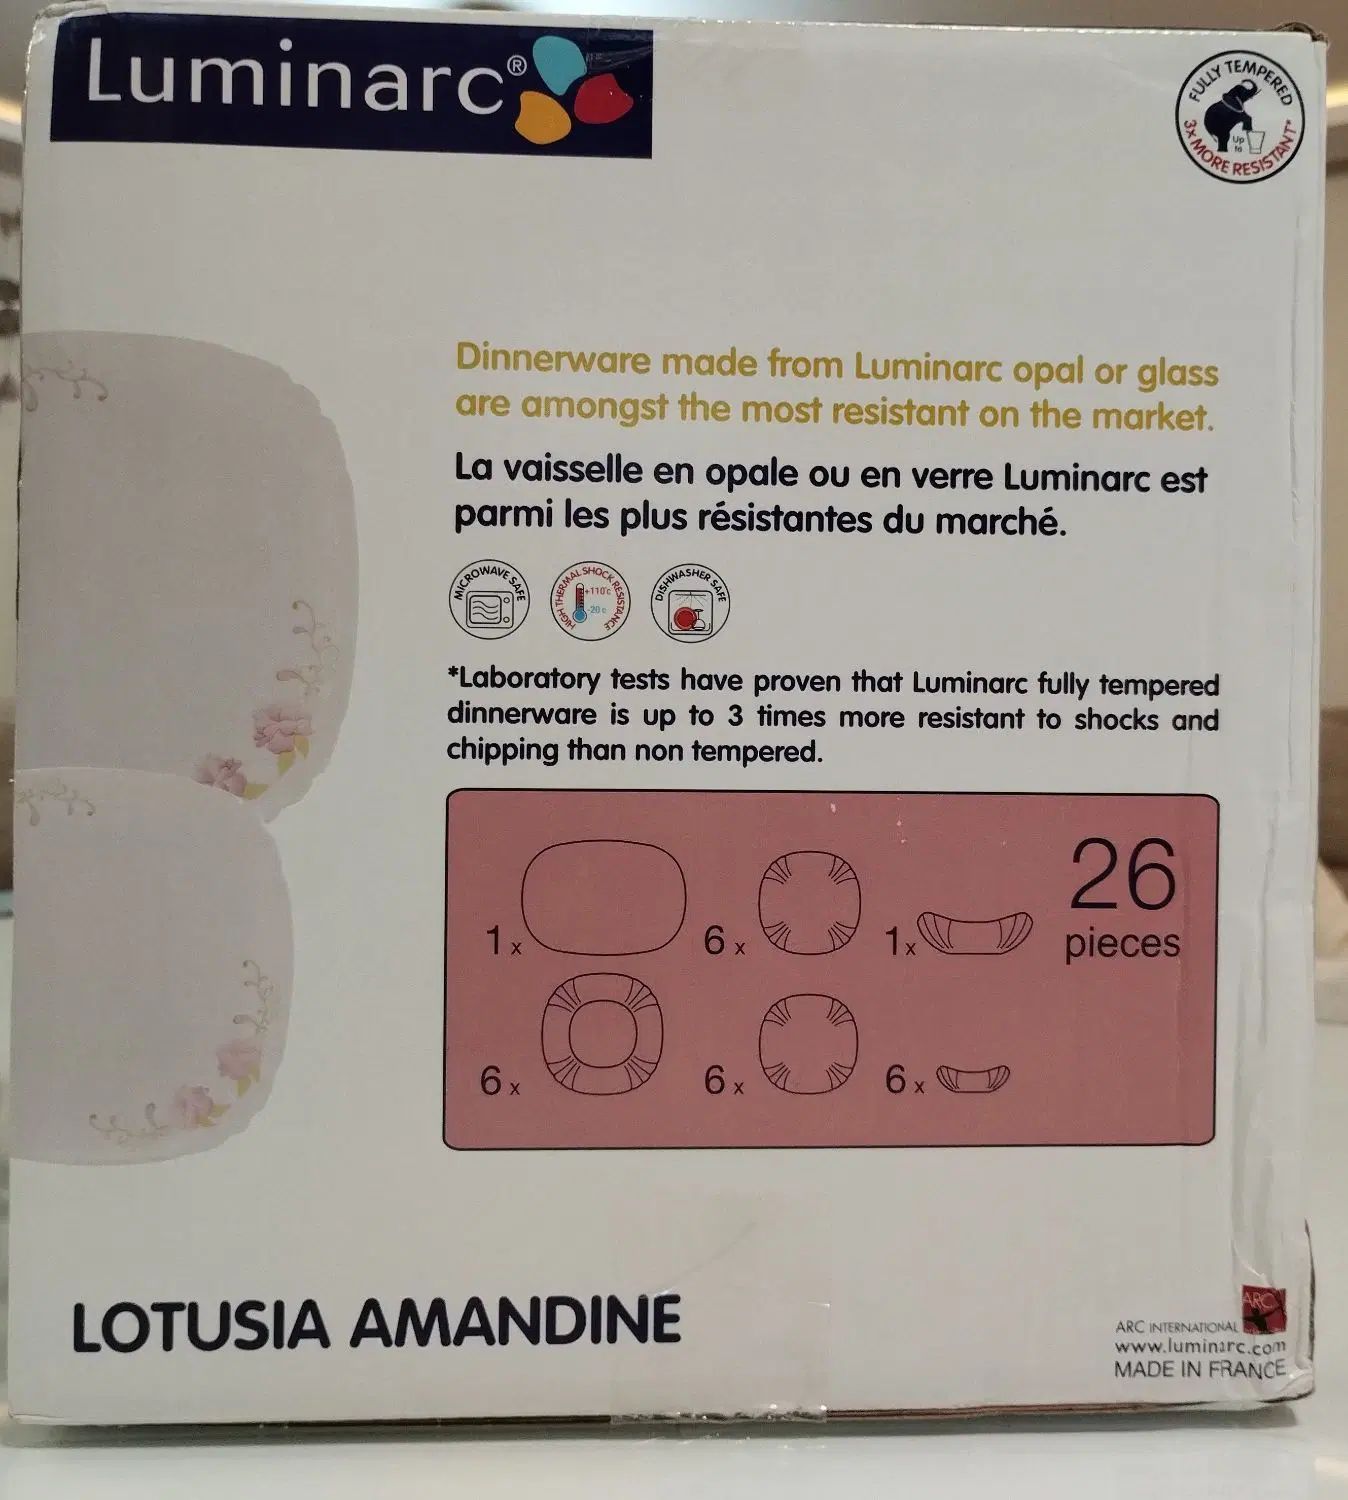 Luminarc®
FULLY TEMPERED
Up
to
3X MORE RESISTANT*
Dinnerware made from Luminarc opal or glass
are amongst the most resistant on the market.
La vaisselle en opale ou en verre Luminarc est
parmi les plus résistantes du marché.
MICROWAVE SAFE
HIGH THERMAL SHOCK RESISTANCE
+110°c
-20°c
DISHWASHER SAFE
*Laboratory tests have proven that Luminarc fully tempered
dinnerware is up to 3 times more resistant to shocks and
chipping than non tempered.
26
pieces
1x
6x
1x
6x
6x
6x
LOTUSIA AMANDINE
ARC
ARC INTERNATIONAL
www.luminarc.com
MADE IN FRANCE